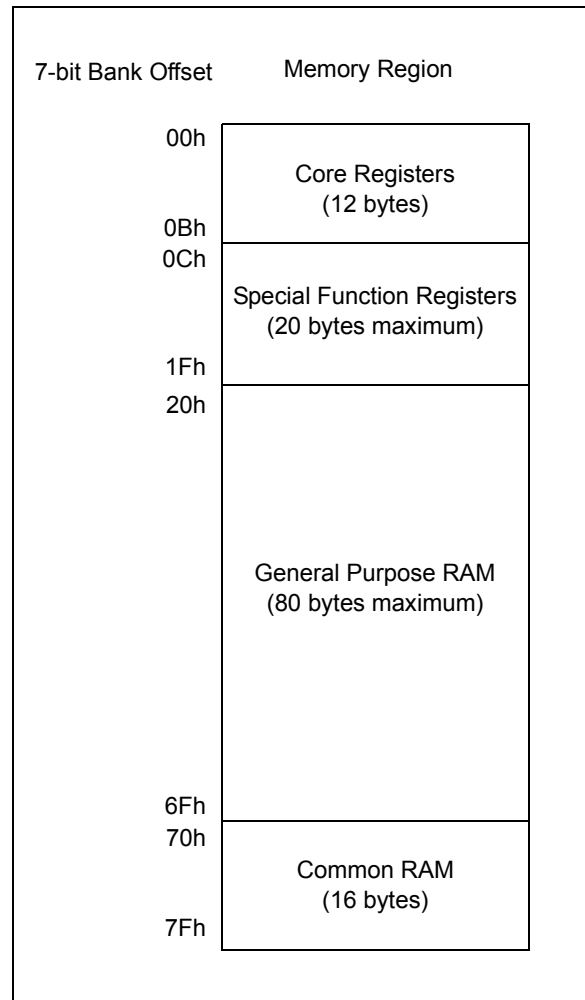 7-bit Bank Offset
Memory Region
00h
Core Registers
(12 bytes)
0Bh
0Ch
Special Function Registers
(20 bytes maximum)
1Fh
20h
General Purpose RAM
(80 bytes maximum)
6Fh
70h
Common RAM
(16 bytes)
7Fh